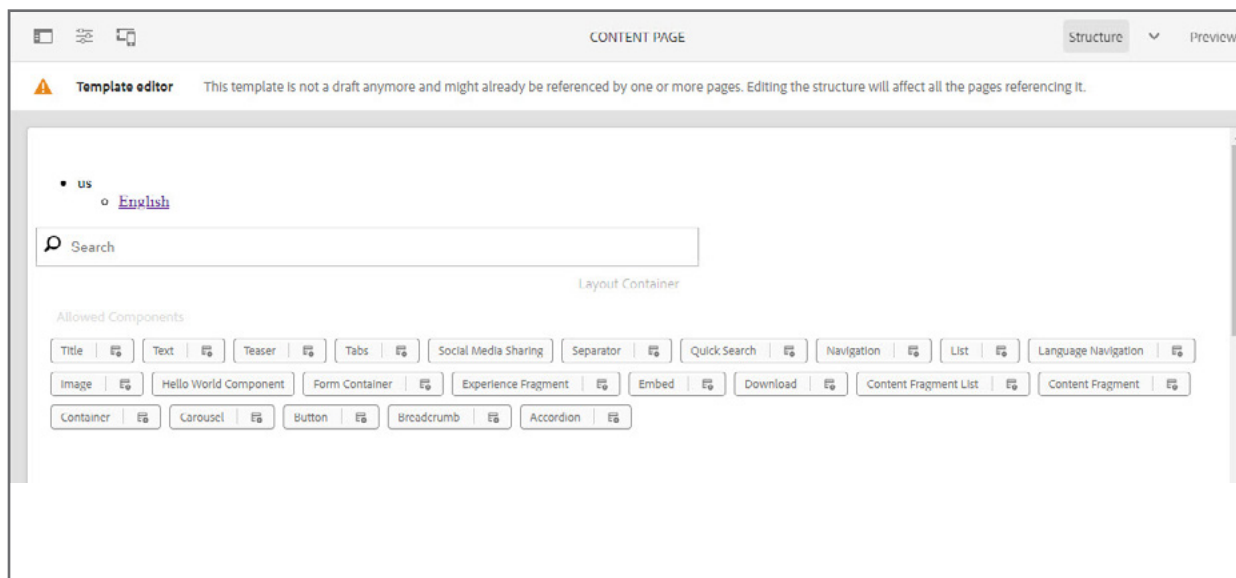 CONTENT PAGE Structure Preview
Template editor This template is not a draft anymore and might already be referenced by one or more pages. Editing the structure will affect all the pages referencing it.
us
English
Search
Layout Container
Allowed Components
Title Text Teaser Tabs Social Media Sharing Separator Quick Search Navigation List Language Navigation
Image Hello World Component Form Container Experience Fragment Embed Download Content Fragment List Content Fragment
Container Carousel Button Breadcrumb Accordion